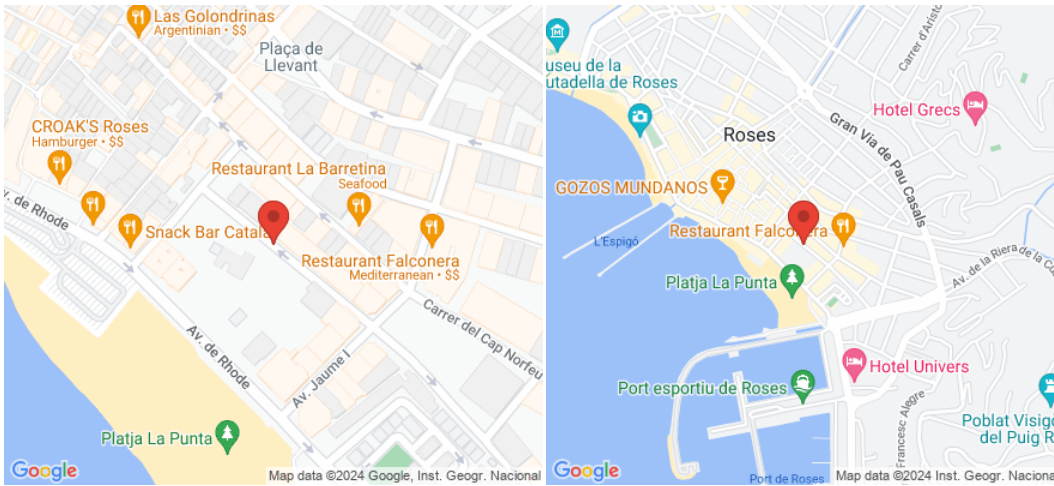 Las Golondrinas
Argentinian • $$
Plaça de
Llevant
CROAK'S Roses
Hamburger • $$
Restaurant La Barretina
Seafood
Av. de Rhode
Snack Bar Catal
Restaurant Falconera
Mediterranean • $$
Carrer del Cap Norfeu
Av. de Rhode
Av. Jaume I
Platja La Punta
Google
Map data ©2024 Google, Inst. Geogr. Nacional
Carrer d'Aristo
useu de la
utadella de Roses
Hotel Grecs
Roses
Gran Via de Pau Casals
GOZOS MUNDANOS
Restaurant Falconera
L'Espigó
Av. de la Riera de la C
Platja La Punta
Hotel Univers
Port esportiu de Roses
Francesc Alegre
Poblat Visigo
del Puig R
Port de Roses
Google
Map data ©2024 Inst. Geogr. Nacional